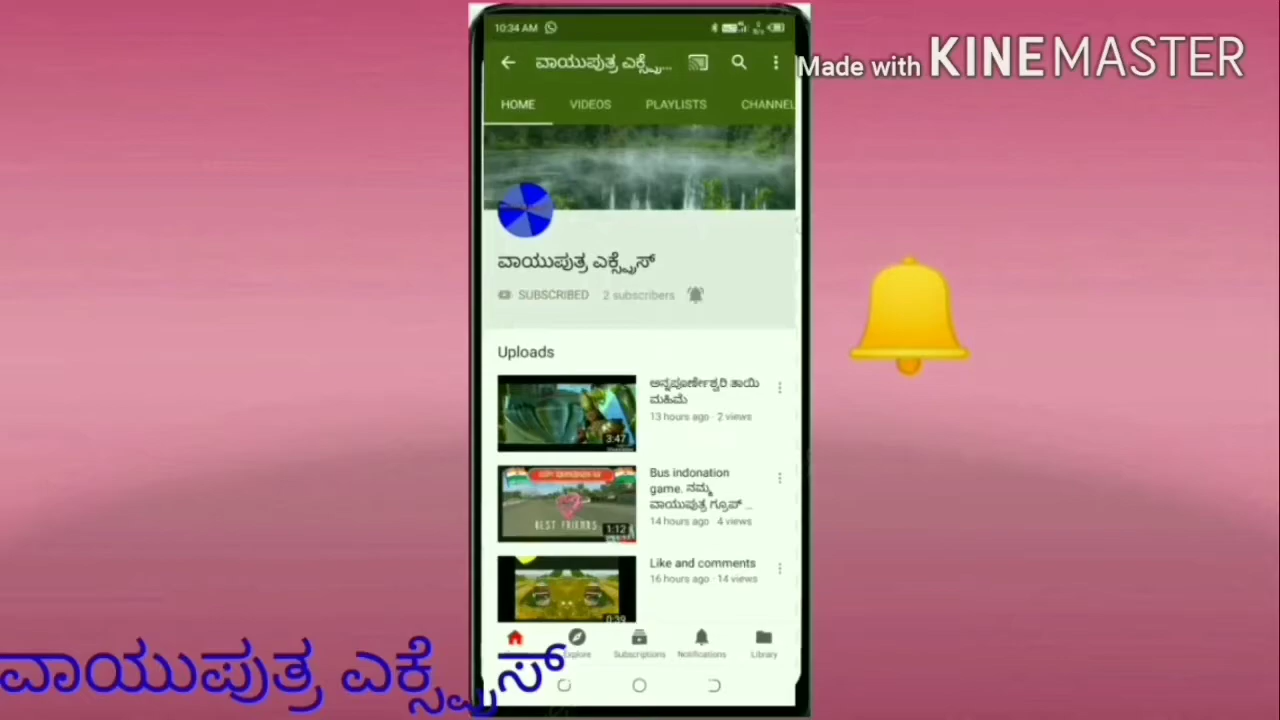 10:34 AM
Made with KINEMASTER
ವಾಯುಪುತ್ರ ಎಕ್ಸ್ಪ್ರೆ...
HOME VIDEOS PLAYLISTS CHANNEL
ವಾಯುಪುತ್ರ ಎಕ್ಸ್ಪ್ರೆಸ್
SUBSCRIBED 2 subscribers
Uploads
ಅನ್ನಪೂರ್ಣೇಶ್ವರಿ ತಾಯಿ
ಮಹಿಮೆ
13 hours ago · 2 views
3:47
Bus indonation
game. ನಮ್ಮ
ವಾಯುಪುತ್ರ ಗ್ರೂಪ್ ...
14 hours ago · 4 views
BEST FRIENDS
1:12
Like and comments
16 hours ago · 14 views
0:39
Explore Subscriptions Notifications Library
ವಾಯುಪುತ್ರ ಎಕ್ಸ್ಪ್ರೆಸ್